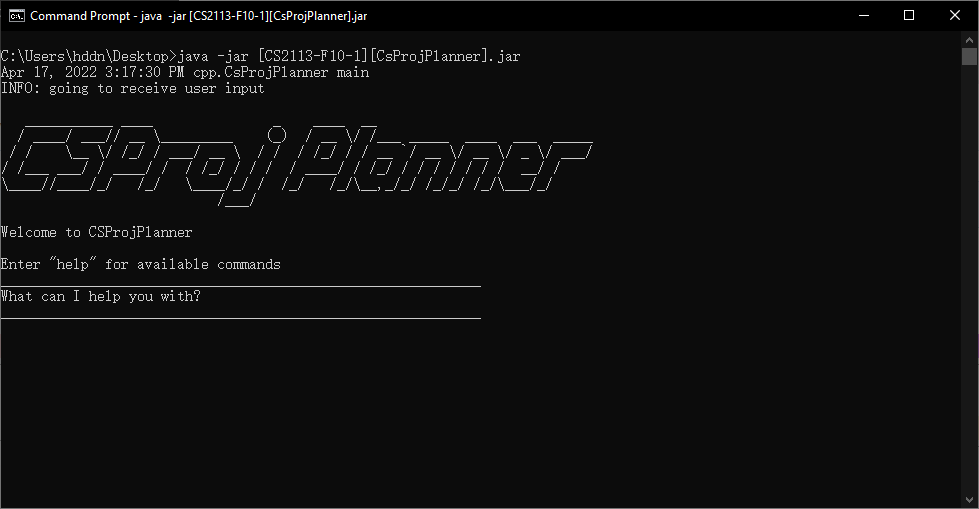 Command Prompt - java  -jar [CS2113-F10-1][CsProjPlanner].jar
C:\Users\hddn\Desktop>java -jar [CS2113-F10-1][CsProjPlanner].jar
Apr 17, 2022 3:17:30 PM cpp.CsProjPlanner main
INFO: going to receive user input
CSProj Planner
Welcome to CSProjPlanner
Enter "help" for available commands
What can I help you with?